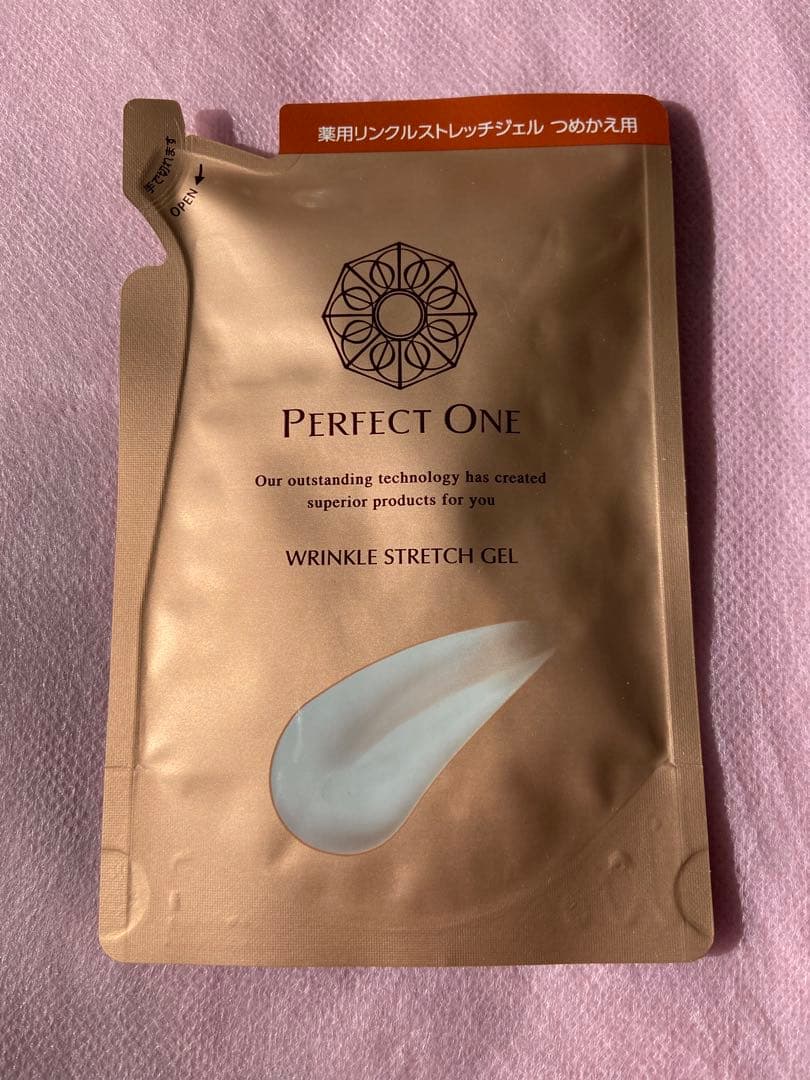 薬用リンクルストレッチジェル つめかえ用
手で切れます
OPEN
PERFECT ONE
Our outstanding technology has created
superior products for you
WRINKLE STRETCH GEL